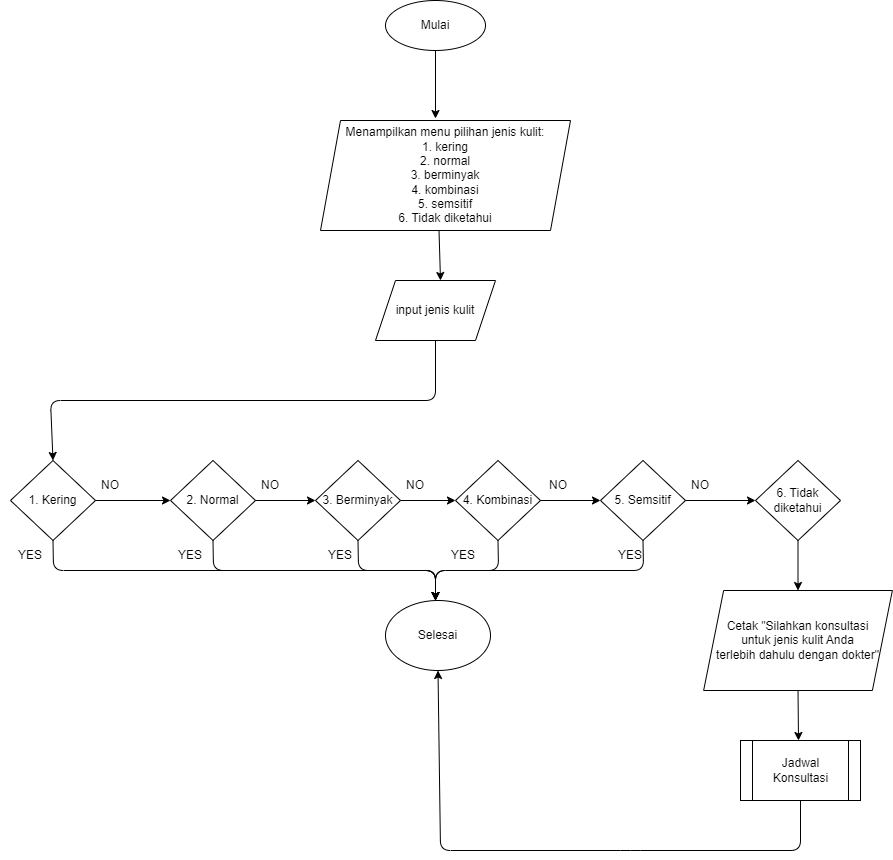 Mulai
Menampilkan menu pilihan jenis kulit:
1. kering
2. normal
3. berminyak
4. kombinasi
5. semsitif
6. Tidak diketahui
input jenis kulit
1. Kering
NO
2. Normal
NO
3. Berminyak
NO
4. Kombinasi
NO
5. Semsitif
NO
6. Tidak
diketahui
YES
YES
YES
YES
YES
Selesai
Cetak "Silahkan konsultasi
untuk jenis kulit Anda
terlebih dahulu dengan dokter"
Jadwal
Konsultasi